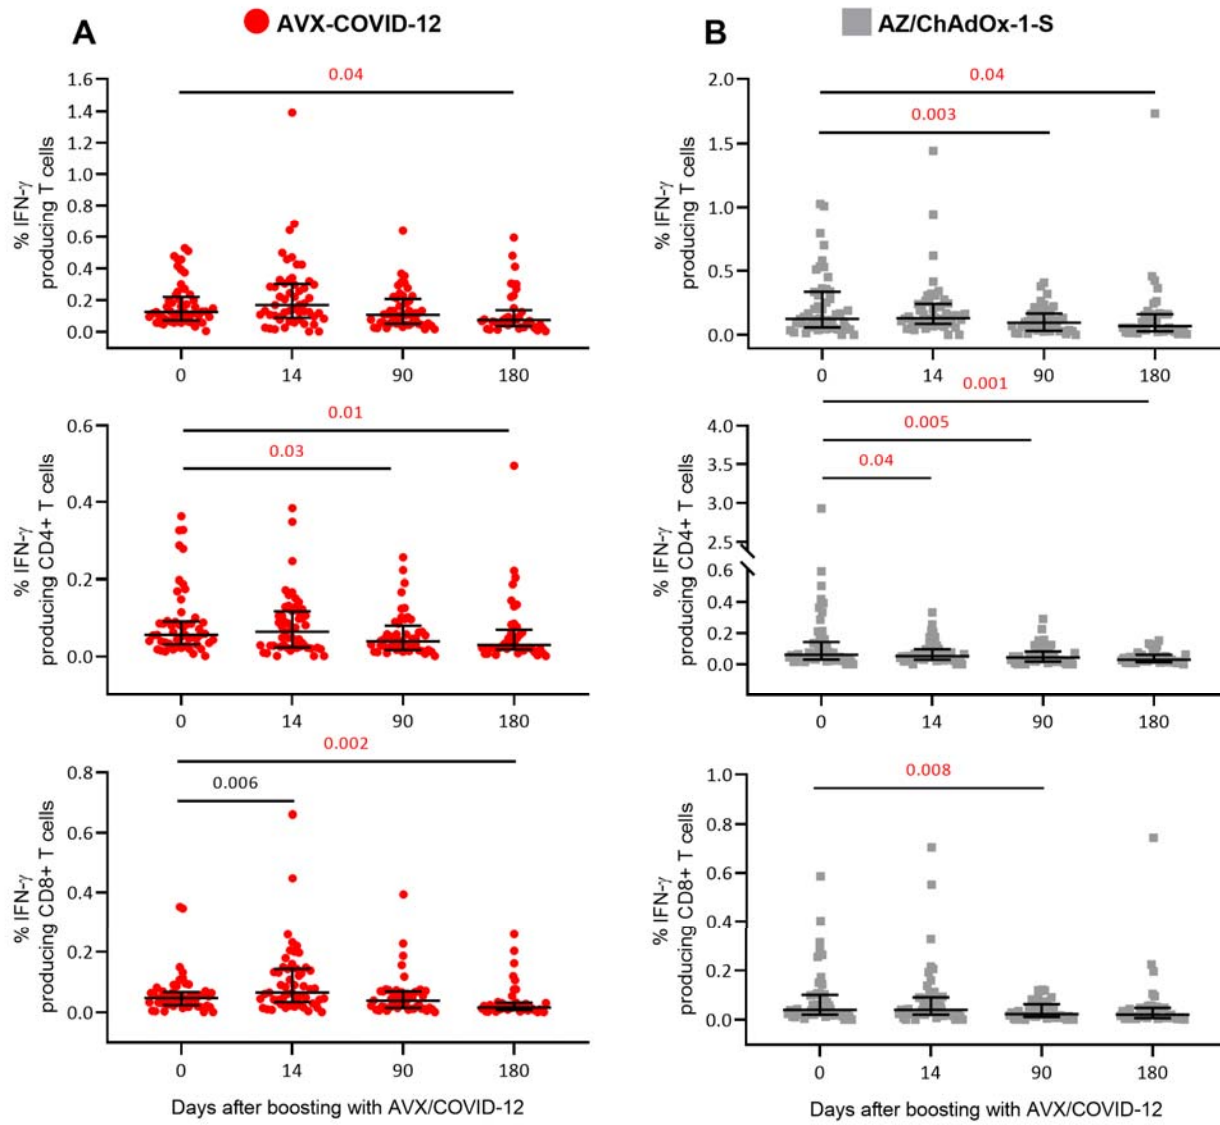 A
AVX-COVID-12
B
AZ/ChAdOx-1-S
% IFN-γ
producing T cells
0.04
1.6
1.4
1.2
1.0
0.8
0.6
0.4
0.2
0.0
0 14 90 180
% IFN-γ
producing T cells
0.04
0.003
2.0
1.5
1.0
0.5
0.0
0 14 90 180
% IFN-γ
producing CD4+ T cells
0.01
0.03
0.6
0.4
0.2
0.0
0 14 90 180
% IFN-γ
producing CD4+ T cells
0.001
0.005
0.04
4.0
3.5
3.0
2.5
0.6
0.4
0.2
0.0
0 14 90 180
% IFN-γ
producing CD8+ T cells
0.002
0.006
0.8
0.6
0.4
0.2
0.0
0 14 90 180
Days after boosting with AVX/COVID-12
% IFN-γ
producing CD8+ T cells
0.008
1.0
0.8
0.6
0.4
0.2
0.0
0 14 90 180
Days after boosting with AVX/COVID-12